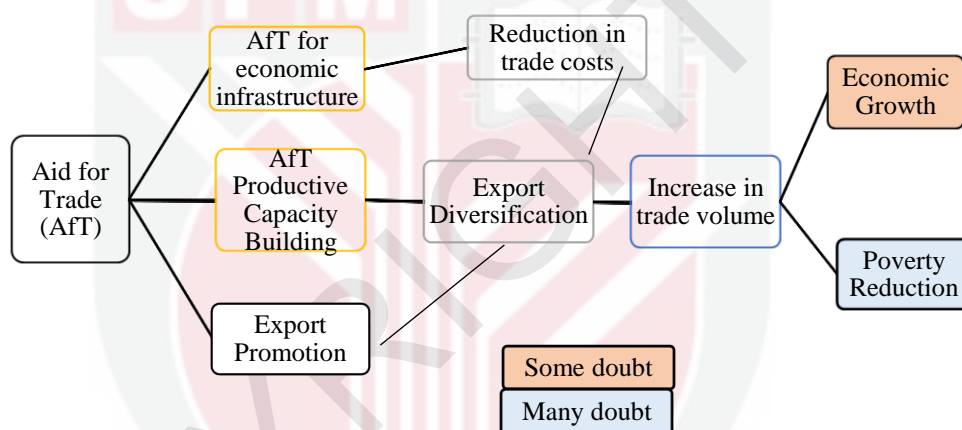 AfT for
economic
infrastructure
Reduction in
trade costs
Economic
Growth
Aid for
Trade
(AfT)
AfT
Productive
Capacity
Building
Export
Diversification
Increase in
trade volume
Poverty
Reduction
Export
Promotion
Some doubt
Many doubt